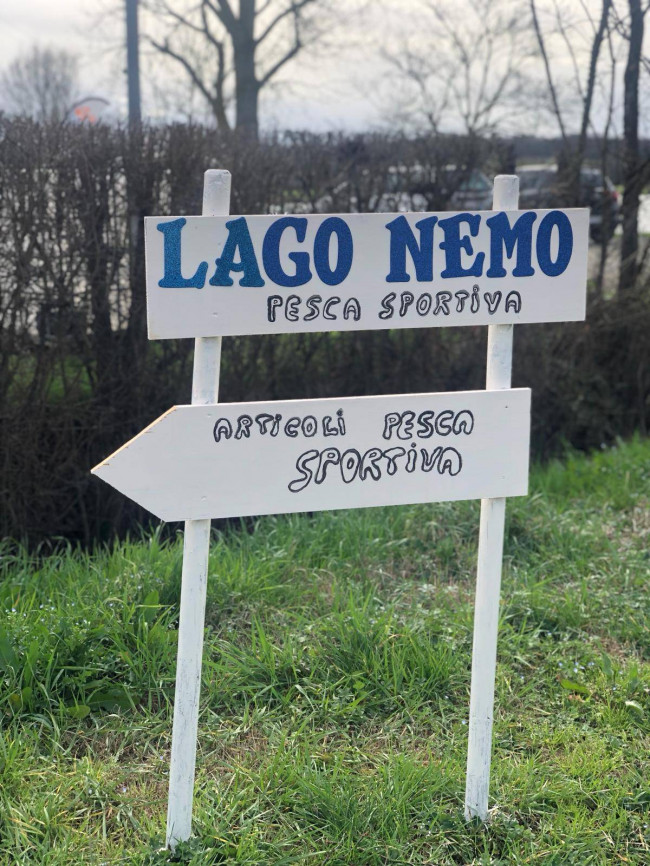 LAGO NEMO
PESCA SPORTIVA
ARTICOLI PESCA
SPORTIVA